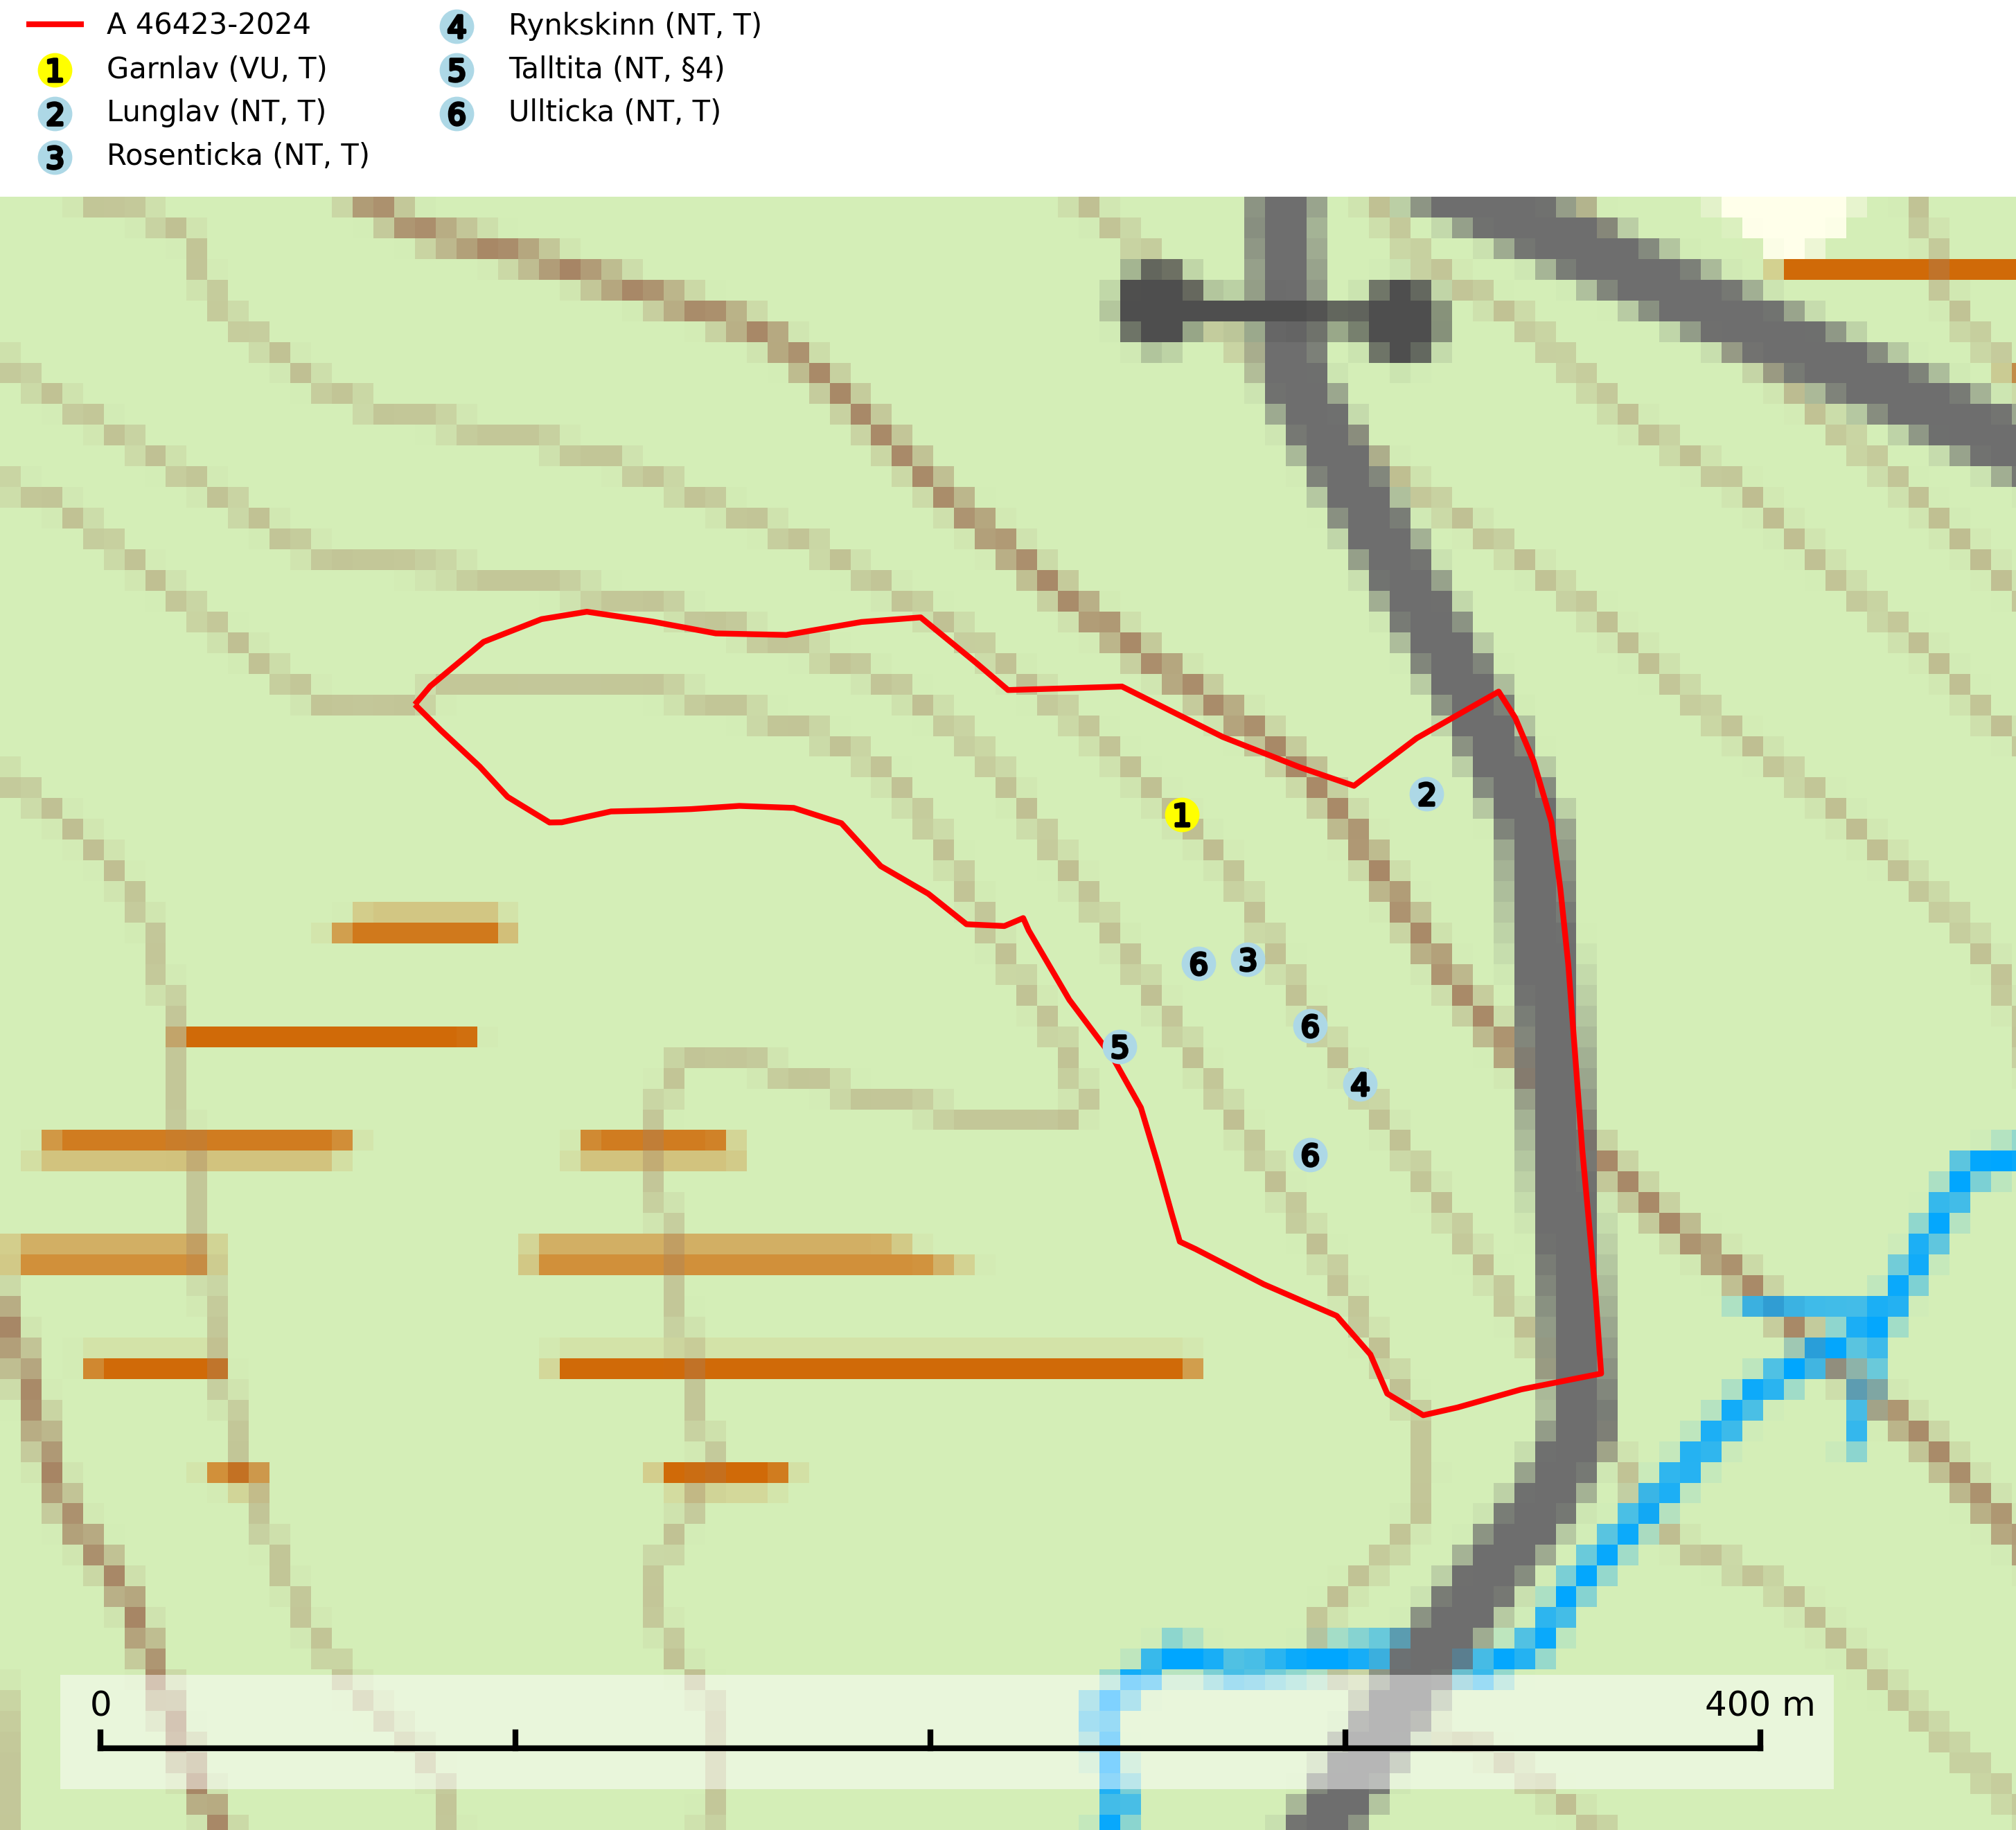 A 46423-2024
1 Garnlav (VU, T)
2 Lunglav (NT, T)
3 Rosenticka (NT, T)
4 Rynkskinn (NT, T)
5 Talltita (NT, §4)
6 Ullticka (NT, T)
2
1
6 3
6
5
4
6
0 400 m